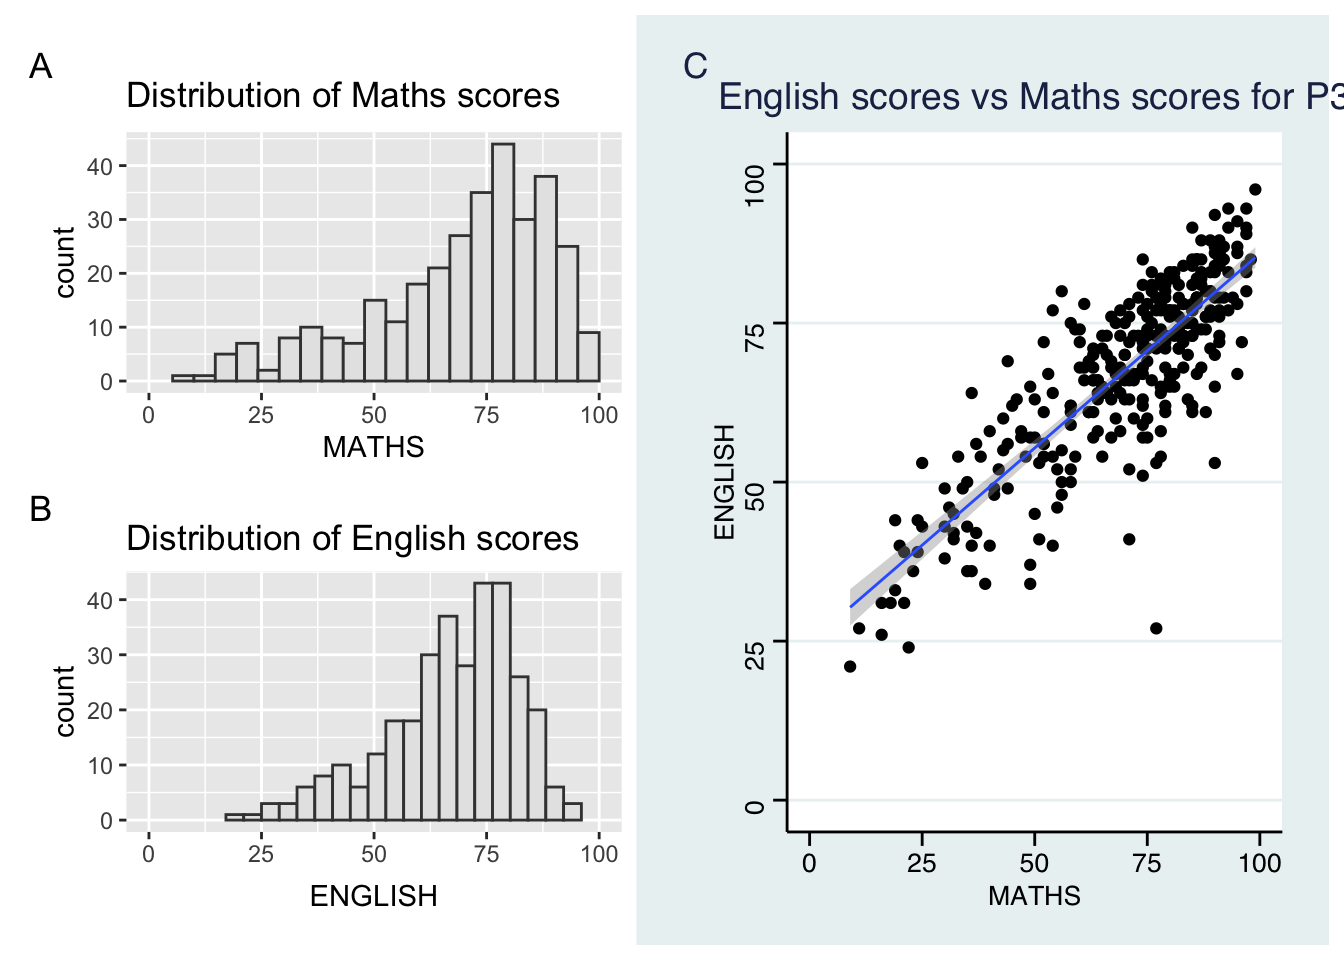 A
Distribution of Maths scores
count
40
30
20
10
0
0 25 50 75 100
MATHS
B
Distribution of English scores
count
40
30
20
10
0
0 25 50 75 100
ENGLISH
C
English scores vs Maths scores for P3
ENGLISH
100
75
50
25
0
0 25 50 75 100
MATHS